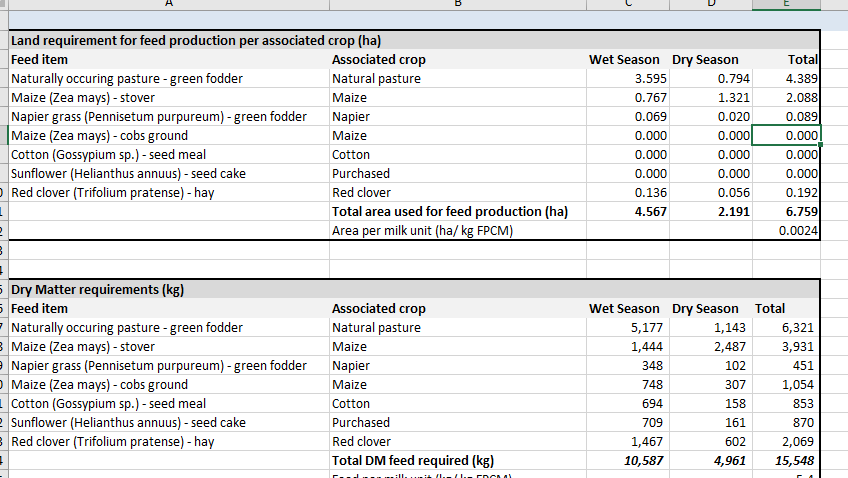 A B C D E
Land requirement for feed production per associated crop (ha)
Feed item Associated crop Wet Season Dry Season Total
Naturally occuring pasture - green fodder Natural pasture 3.595 0.794 4.389
Maize (Zea mays) - stover Maize 0.767 1.321 2.088
Napier grass (Pennisetum purpureum) - green fodder Napier 0.069 0.020 0.089
Maize (Zea mays) - cobs ground Maize 0.000 0.000 0.000
Cotton (Gossypium sp.) - seed meal Cotton 0.000 0.000 0.000
Sunflower (Helianthus annuus) - seed cake Purchased 0.000 0.000 0.000
Red clover (Trifolium pratense) - hay Red clover 0.136 0.056 0.192
Total area used for feed production (ha) 4.567 2.191 6.759
Area per milk unit (ha/ kg FPCM) 0.0024
Dry Matter requirements (kg)
Feed item Associated crop Wet Season Dry Season Total
Naturally occuring pasture - green fodder Natural pasture 5,177 1,143 6,321
Maize (Zea mays) - stover Maize 1,444 2,487 3,931
Napier grass (Pennisetum purpureum) - green fodder Napier 348 102 451
Maize (Zea mays) - cobs ground Maize 748 307 1,054
Cotton (Gossypium sp.) - seed meal Cotton 694 158 853
Sunflower (Helianthus annuus) - seed cake Purchased 709 161 870
Red clover (Trifolium pratense) - hay Red clover 1,467 602 2,069
Total DM feed required (kg) 10,587 4,961 15,548